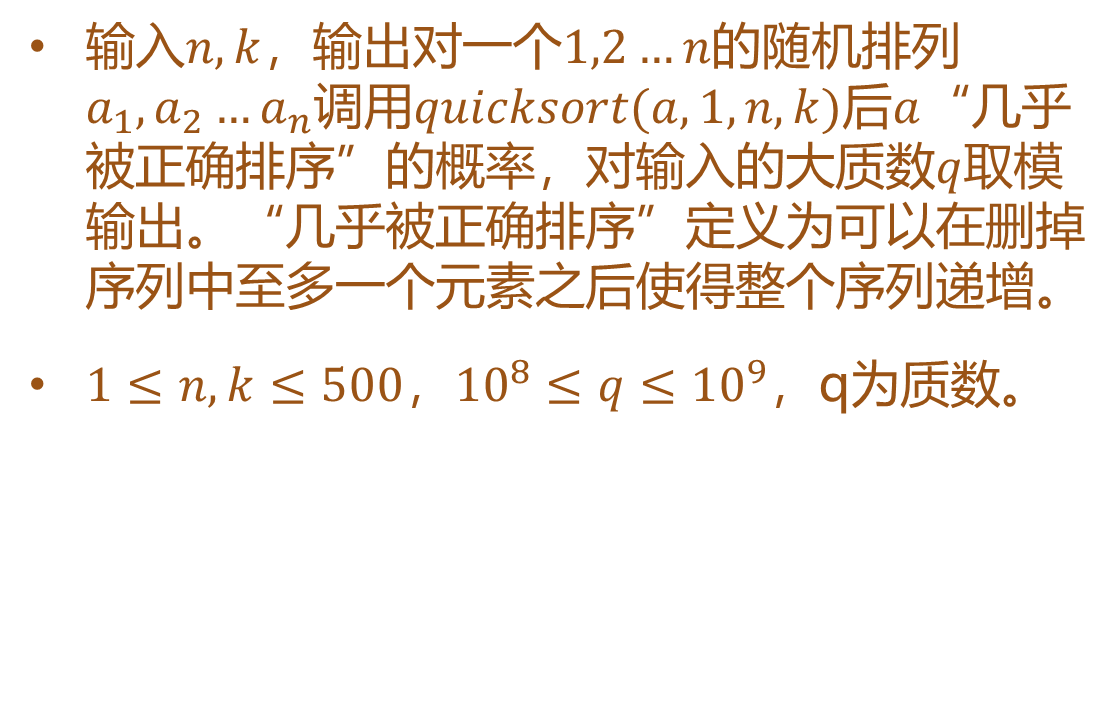 • 输入n, k，输出对一个1,2 … n的随机排列
a₁, a₂ … aₙ调用quicksort(a, 1, n, k)后a“几乎
被正确排序”的概率，对输入的大质数q取模
输出。“几乎被正确排序”定义为可以在删掉
序列中至多一个元素之后使得整个序列递增。
• 1 ≤ n, k ≤ 500，10⁸ ≤ q ≤ 10⁹，q为质数。